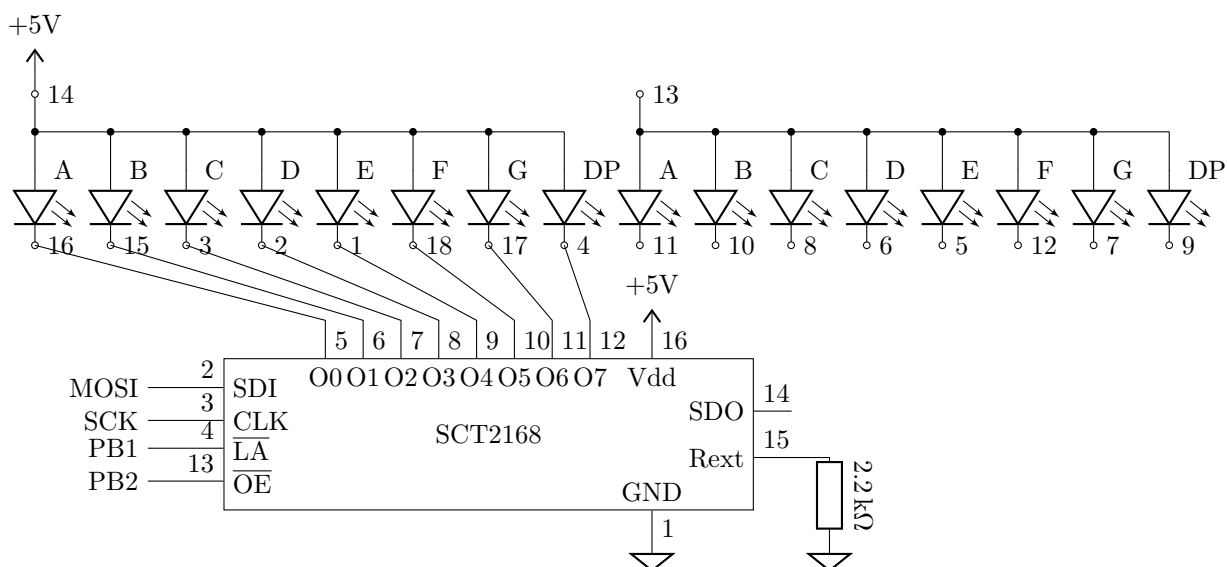 +5V
14 13
A B C D E F G DP A B C D E F G DP
16 15 3 2 1 18 17 4 11 10 8 6 5 12 7 9
+5V
5 6 7 8 9 10 11 12 16
O0 O1 O2 O3 O4 O5 O6 O7 Vdd
MOSI 2 SDI
SCK 3 CLK
PB1 4 LA
PB2 13 OE
SCT2168
SDO 14
Rext 15
2.2 kΩ
GND
1